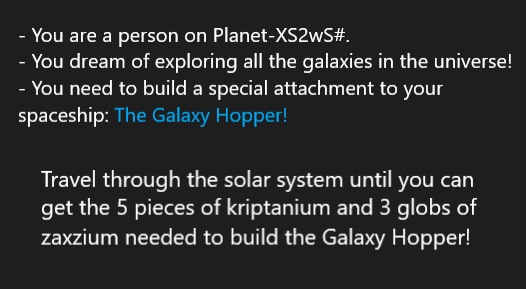 - You are a person on Planet-XS2wS#.
- You dream of exploring all the galaxies in the universe!
- You need to build a special attachment to your
spaceship: The Galaxy Hopper!
Travel through the solar system until you can
get the 5 pieces of kriptanium and 3 globs of
zaxzium needed to build the Galaxy Hopper!